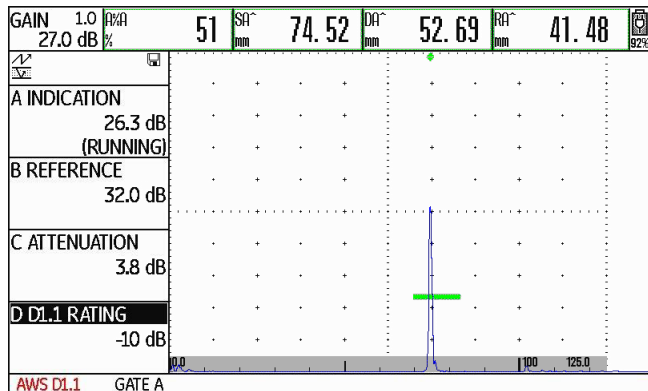 GAIN 1.0
27.0 dB
A%A
%
51
SA^
mm
74.52
DA^
mm
52.69
RA^
mm
41.48
92%
A INDICATION
26.3 dB
(RUNNING)
B REFERENCE
32.0 dB
C ATTENUATION
3.8 dB
D D1.1 RATING
-10 dB
0.0 100 125.0
AWS D1.1 GATE A